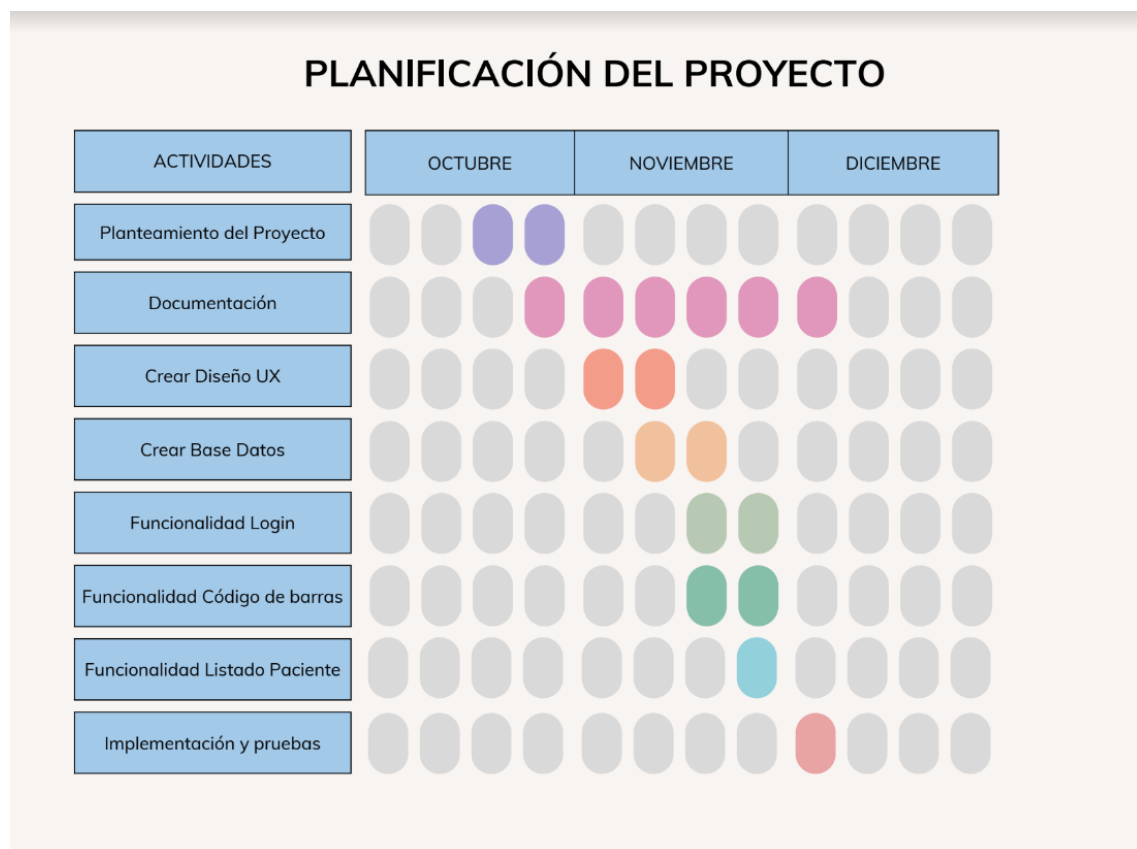 PLANIFICACIÓN DEL PROYECTO
ACTIVIDADES
OCTUBRE
NOVIEMBRE
DICIEMBRE
Planteamiento del Proyecto
Documentación
Crear Diseño UX
Crear Base Datos
Funcionalidad Login
Funcionalidad Código de barras
Funcionalidad Listado Paciente
Implementación y pruebas